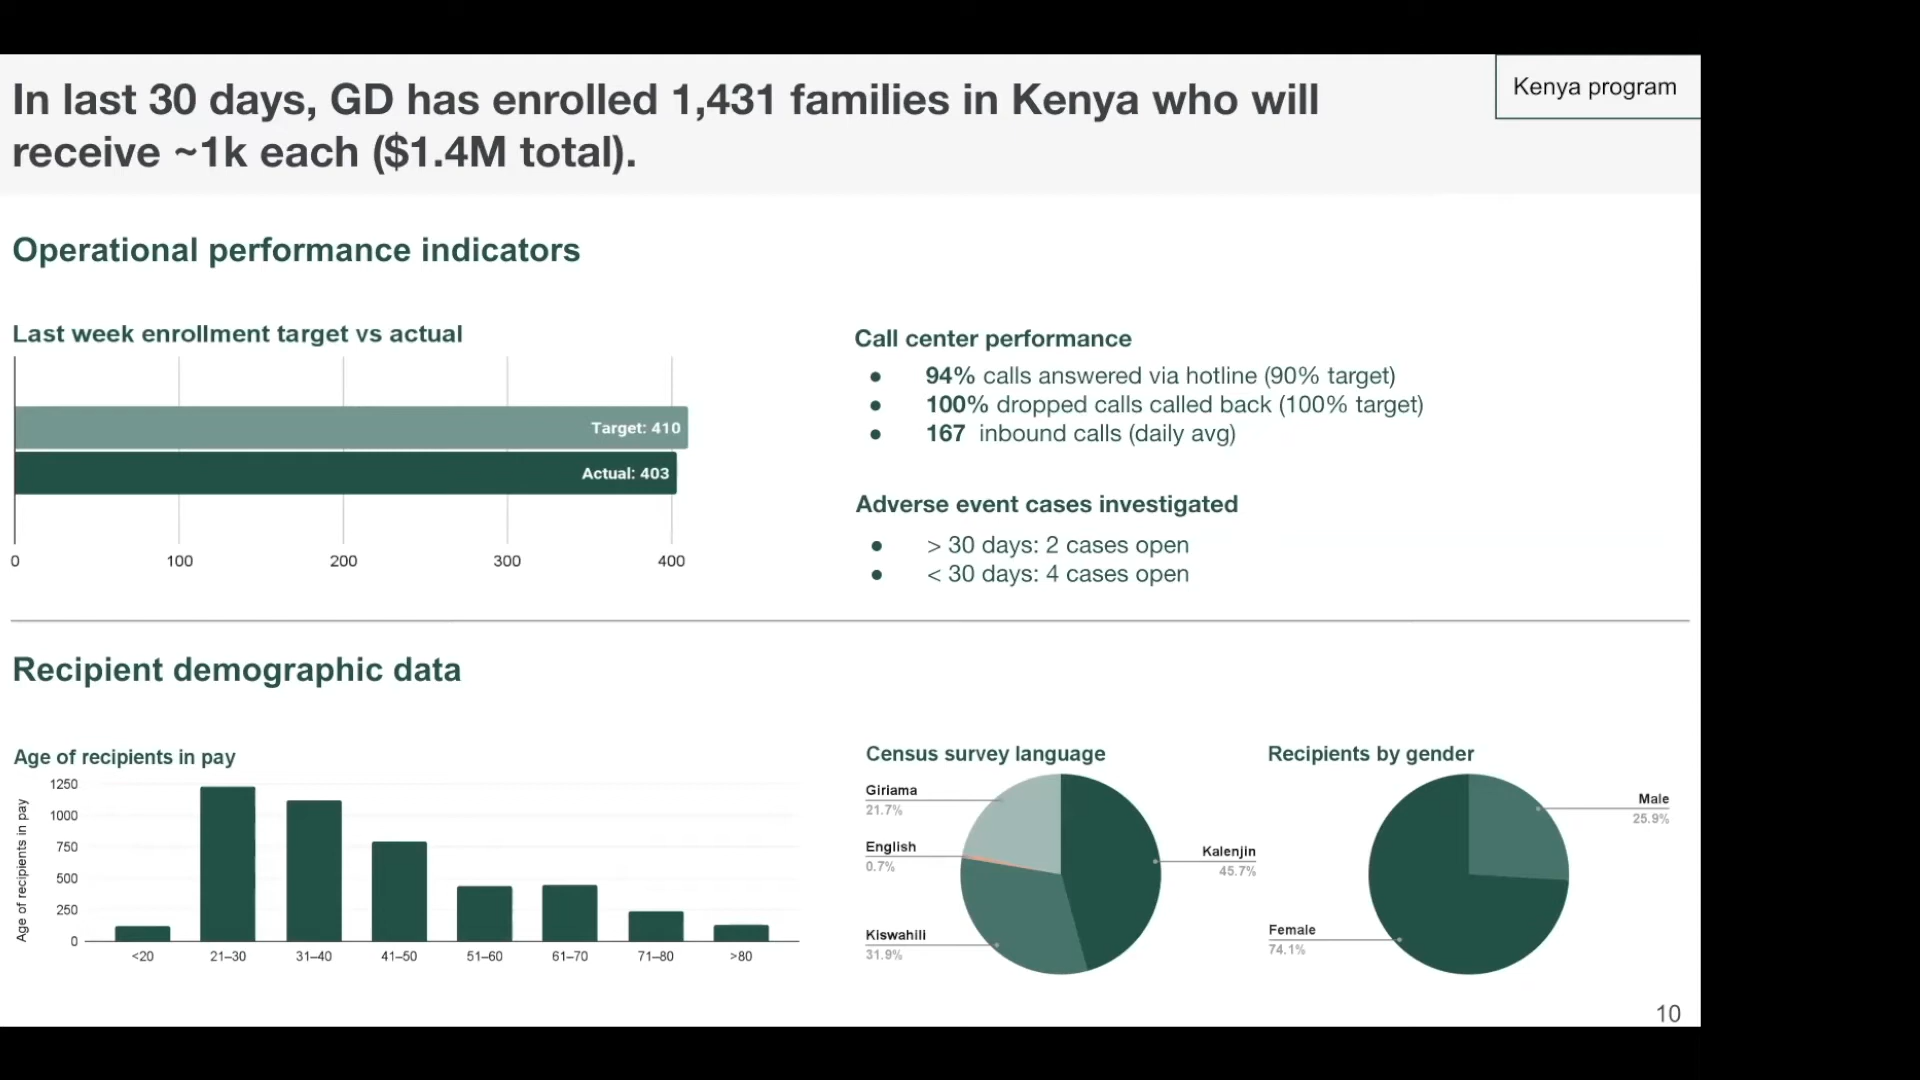 In last 30 days, GD has enrolled 1,431 families in Kenya who will
receive ~1k each ($1.4M total).
Kenya program
Operational performance indicators
Last week enrollment target vs actual
Target: 410
Actual: 403
0 100 200 300 400
Call center performance
● 94% calls answered via hotline (90% target)
● 100% dropped calls called back (100% target)
● 167 inbound calls (daily avg)
Adverse event cases investigated
● > 30 days: 2 cases open
● < 30 days: 4 cases open
Recipient demographic data
Age of recipients in pay
Age of recipients in pay
1250
1000
750
500
250
0
<20 21–30 31–40 41–50 51–60 61–70 71–80 >80
Census survey language
Giriama
21.7%
English
0.7%
Kiswahili
31.9%
Kalenjin
45.7%
Recipients by gender
Male
25.9%
Female
74.1%
10